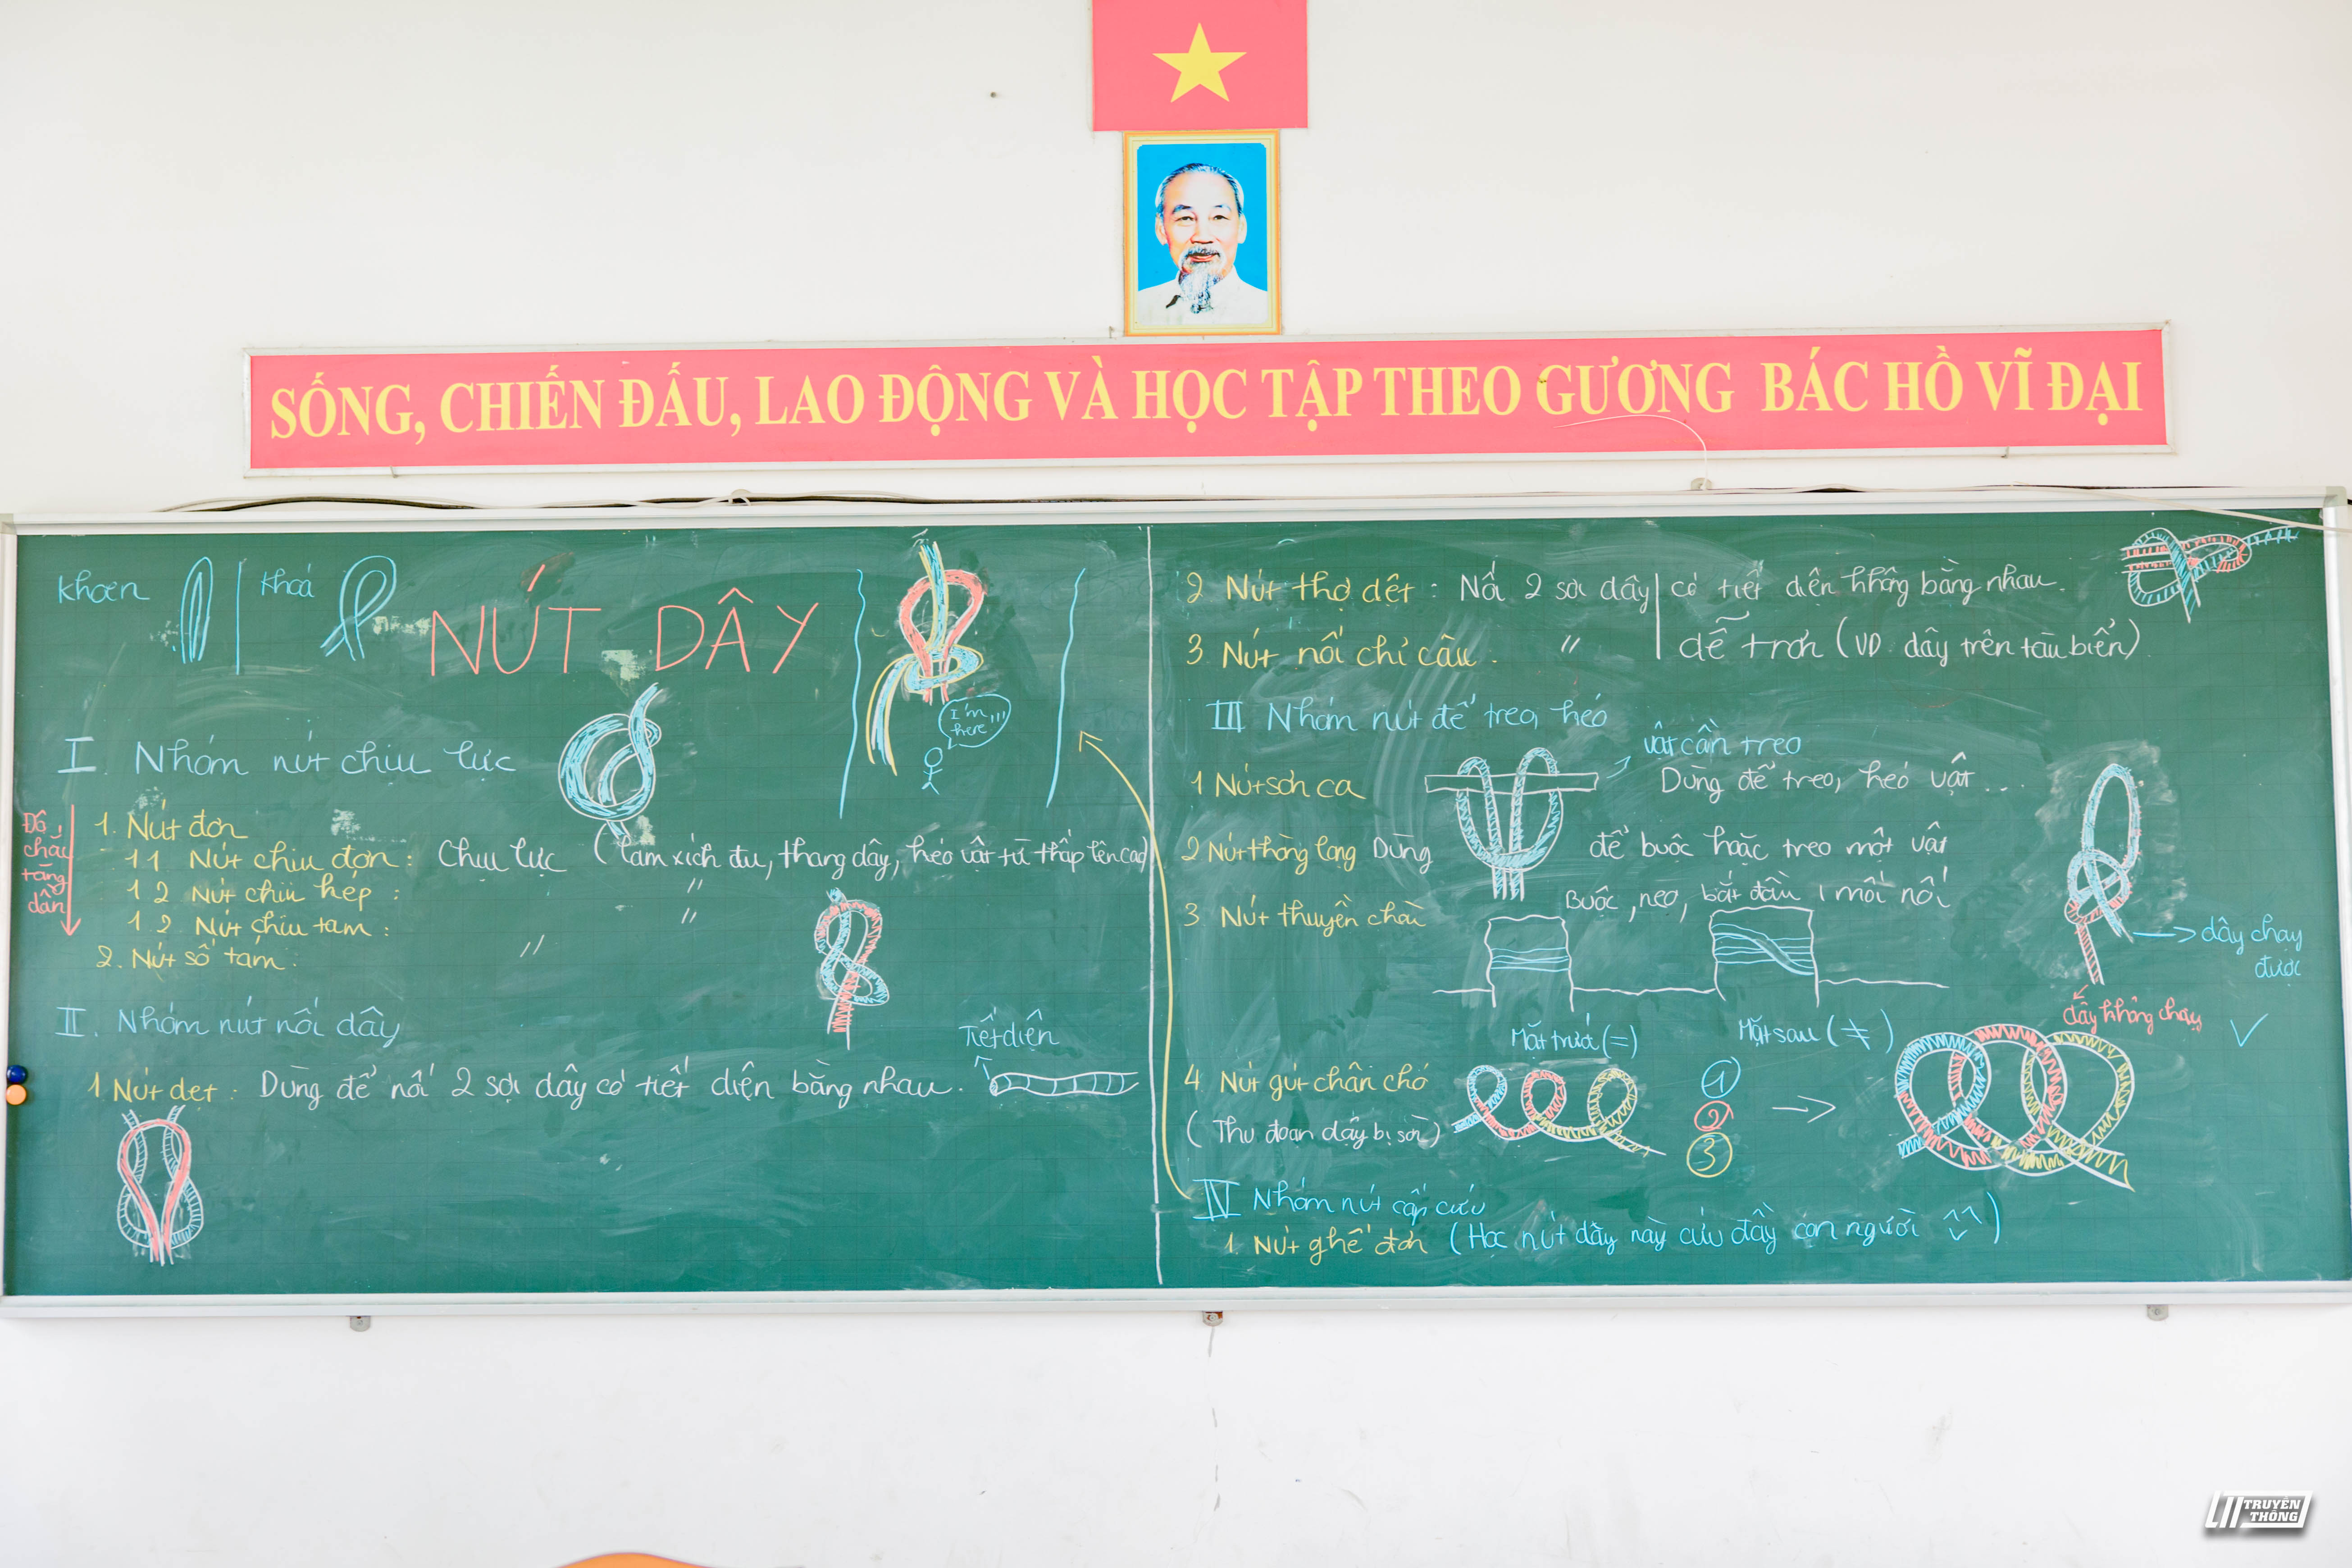 SỐNG, CHIẾN ĐẤU, LAO ĐỘNG VÀ HỌC TẬP THEO GƯƠNG BÁC HỒ VĨ ĐẠI
khoen
khoá
NÚT DÂY
I'm here !!!
I. Nhóm nút chịu lực
Độ chắc tăng dần
1. Nút đơn
1.1 Nút chịu đơn : Chịu lực (làm xích đu, thang dây, kéo vật từ thấp lên cao)
1.2 Nút chịu kép : "
1.2 Nút chịu tam : "
2. Nút số tám : "
II. Nhóm nút nối dây
Tiết diện
1 Nút dẹt : Dùng để nối 2 sợi dây có tiết diện bằng nhau.
2 Nút thợ dệt : Nối 2 sợi dây có tiết diện không bằng nhau.
3. Nút nối chỉ câu . " dễ trơn (VD. dây trên tàu biển)
III Nhóm nút để treo, kéo
vật cần treo
1 Nút sơn ca Dùng để treo, kéo vật...
2 Nút thòng lọng Dùng để buộc hoặc treo một vật
3 Nút thuyền chài Buộc, neo, bắt đầu 1 mối nối
dây chạy được
dây không chạy
Mặt trước (=)
Mặt sau (≠)
4. Nút gút chân chó
(Thu đoạn dây bị sờn)
1
2
3
IV Nhóm nút cấp cứu
1. Nút ghế đơn (Học nút dây này cứu đầy con người ^^)
TRUYỀN THÔNG